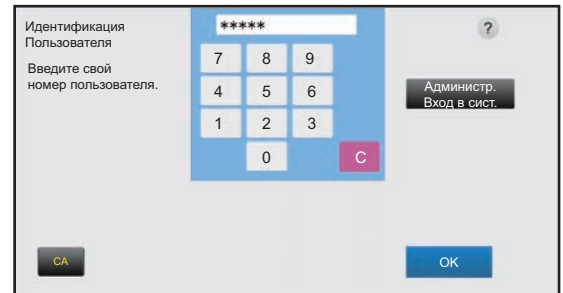 Идентификация
Пользователя
Введите свой
номер пользователя.
*****
?
7 8 9
4 5 6
1 2 3
0 C
Администр.
Вход в сист.
CA
OK